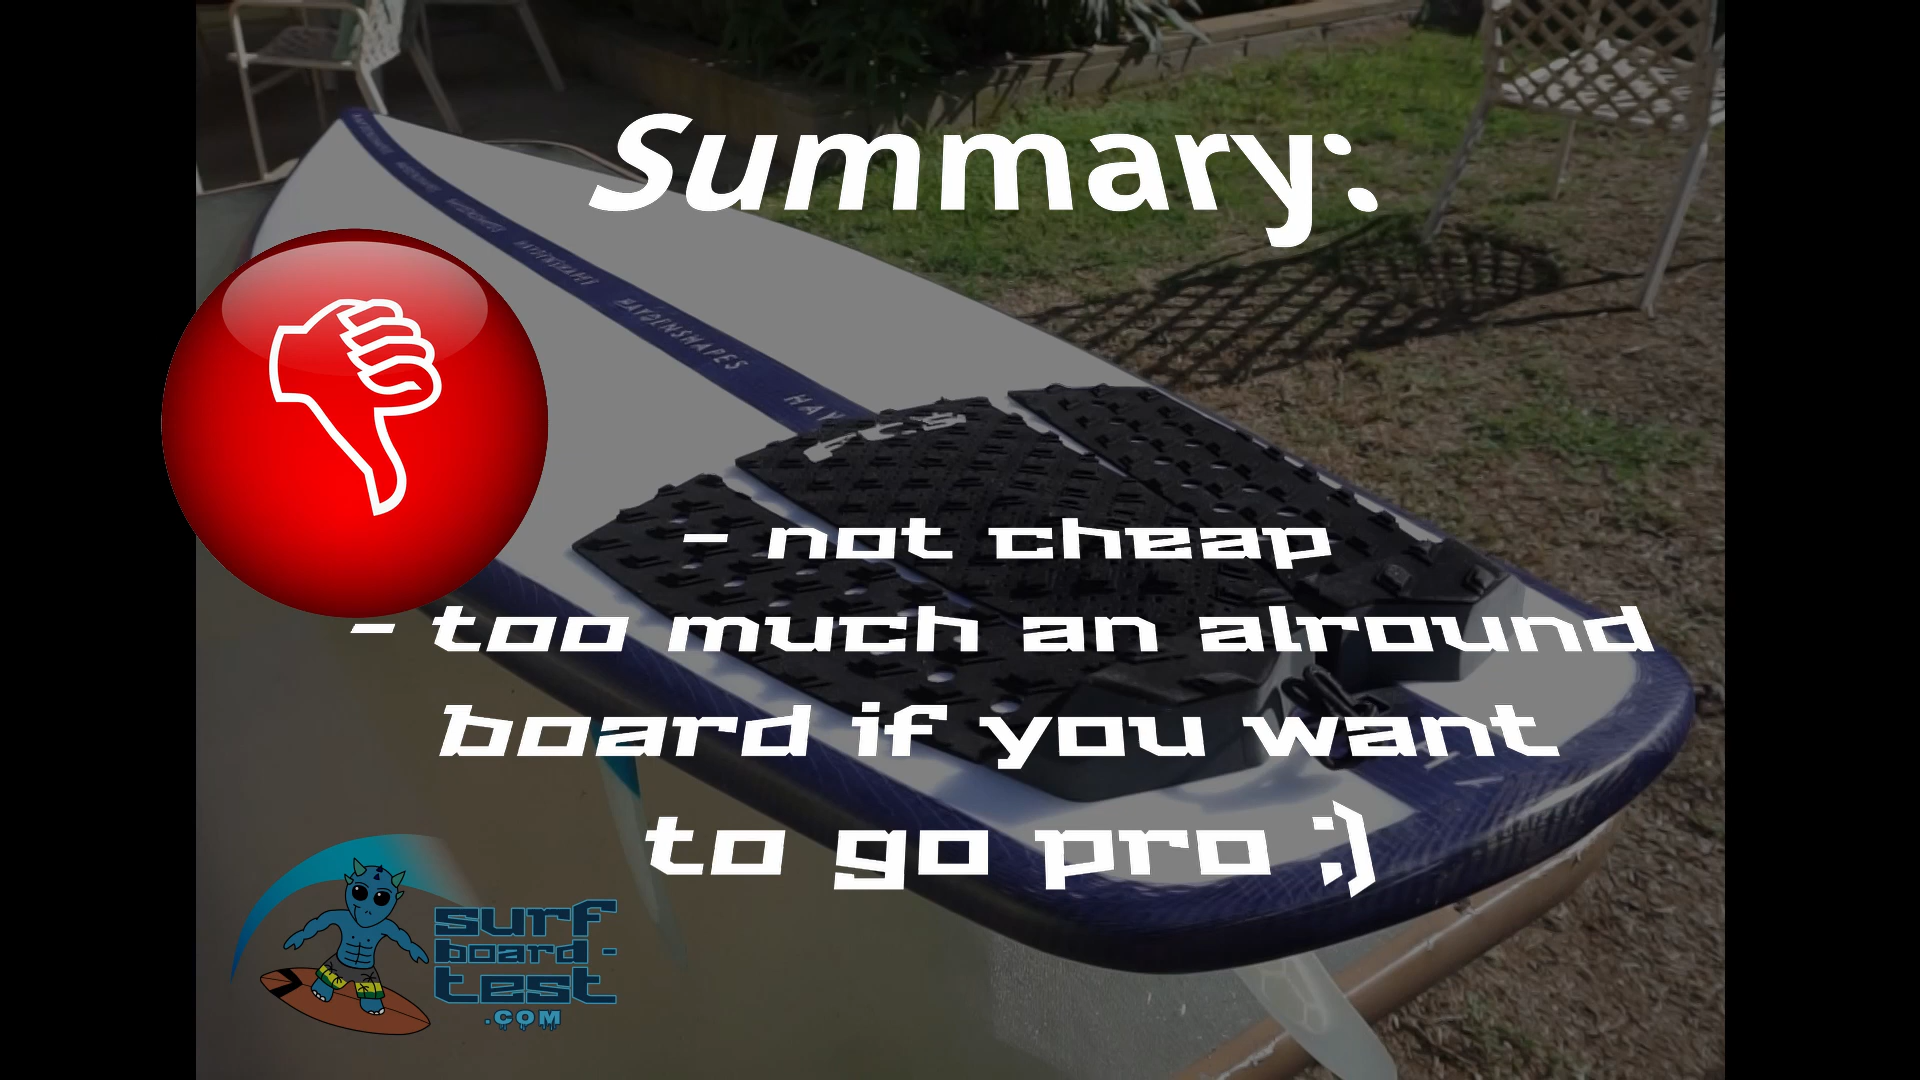 Summary:
HAYDENSHAPES
HAY
FCS
- not cheap
- too much an alround
board if you want
to go pro ;)
surf
board -
test
.COM